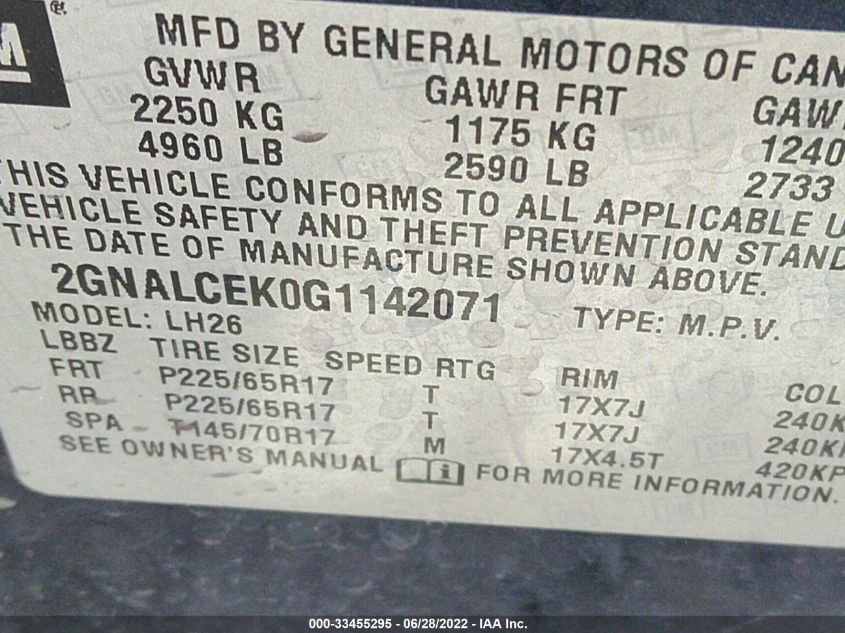 GM ®
MFD BY GENERAL MOTORS OF CAN
GVWR GAWR FRT GAW
2250 KG 1175 KG 1240
4960 LB 2590 LB 2733
THIS VEHICLE CONFORMS TO ALL APPLICABLE U
VEHICLE SAFETY AND THEFT PREVENTION STAND
THE DATE OF MANUFACTURE SHOWN ABOVE.
2GNALCEK0G1142071 TYPE: M.P.V.
MODEL: LH26
LBBZ TIRE SIZE SPEED RTG RIM COL
FRT P225/65R17 T 17X7J 240K
RR P225/65R17 T 17X7J 240KP
SPA T145/70R17 M 17X4.5T 420KP
SEE OWNER'S MANUAL i FOR MORE INFORMATION.
000-33455295 - 06/28/2022 - IAA Inc.